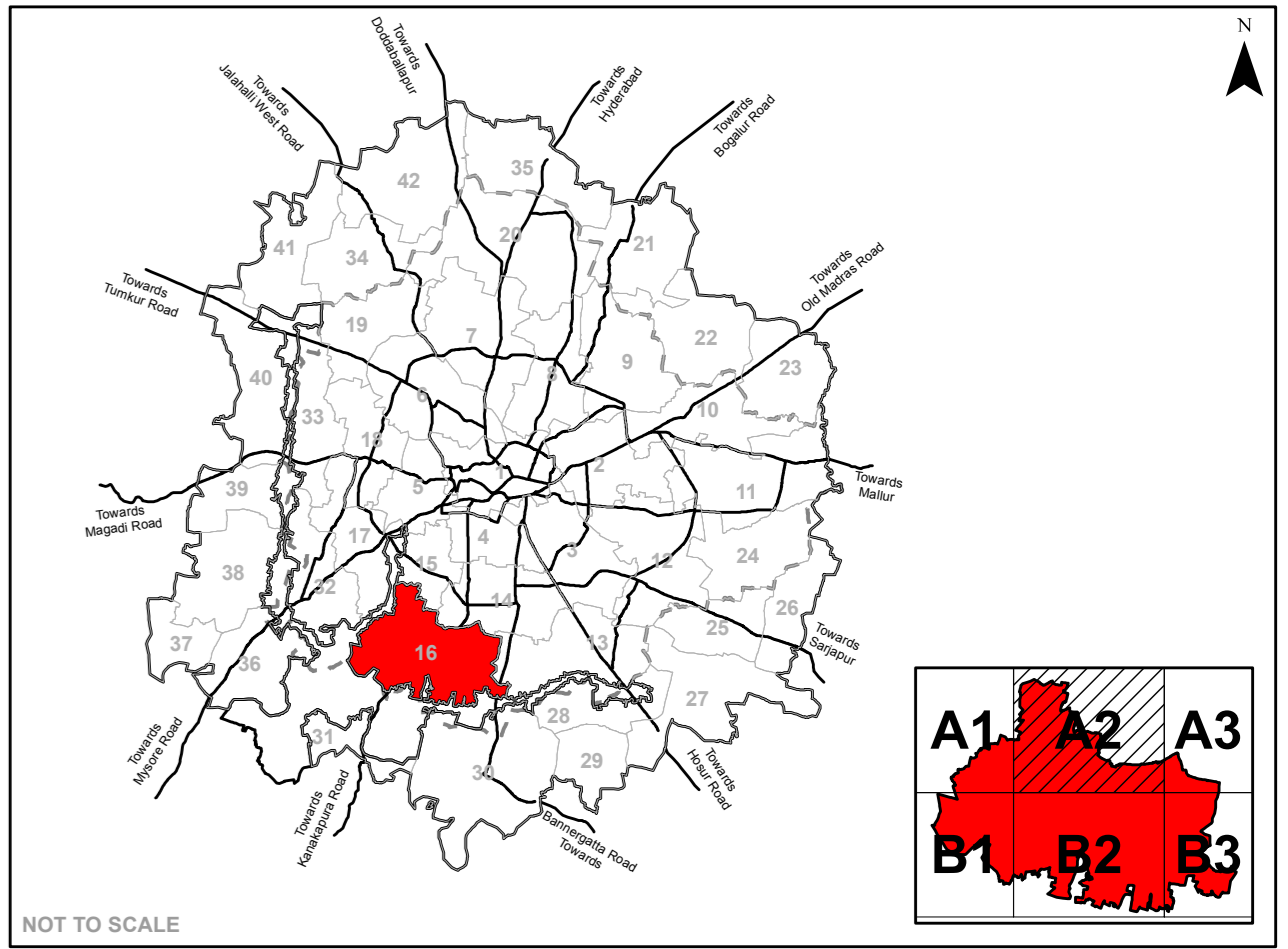 N
Towards
Doddaballapur
Towards
Jalahalli West Road
Towards
Hyderabad
Towards
Bogalur Road
42
35
41
34
20
21
Towards
Old Madras Road
Towards
Tumkur Road
19
7
22
9
8
23
40
6
33
10
18
1
2
39
5
11
Towards
Mallur
Towards
Magadi Road
17
4
3
15
12
24
38
32
14
26
25
13
37
36
16
Towards
Sarjapur
27
28
31
30
29
Towards
Mysore Road
Towards
Kanakapura Road
Bannergatta Road
Towards
Towards
Hosur Road
A1
A2
A3
B1
B2
B3
NOT TO SCALE